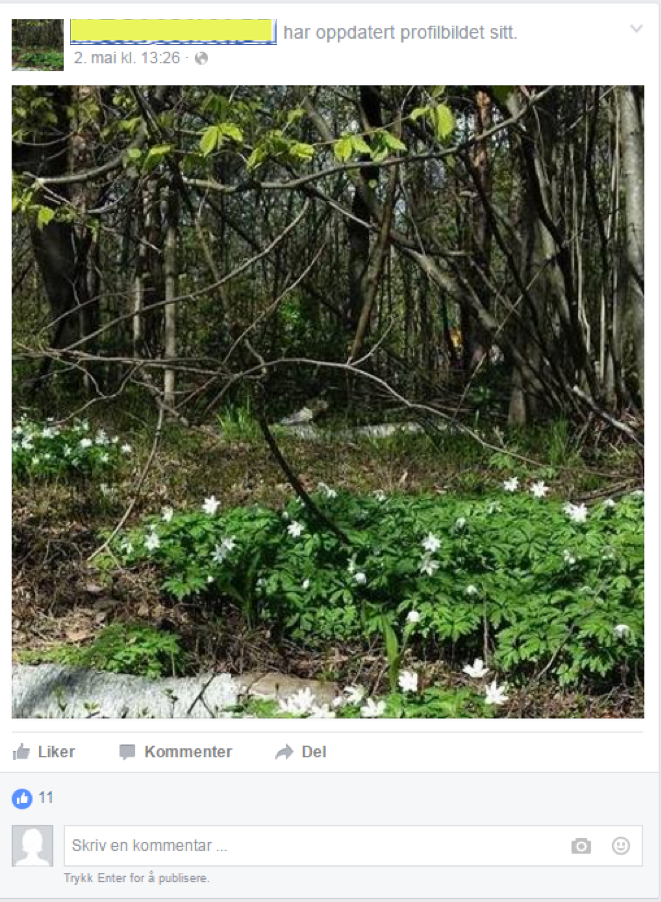 har oppdatert profilbildet sitt.
2. mai kl. 13:26 ·
Liker Kommenter Del
11
Skriv en kommentar ...
Trykk Enter for å publisere.